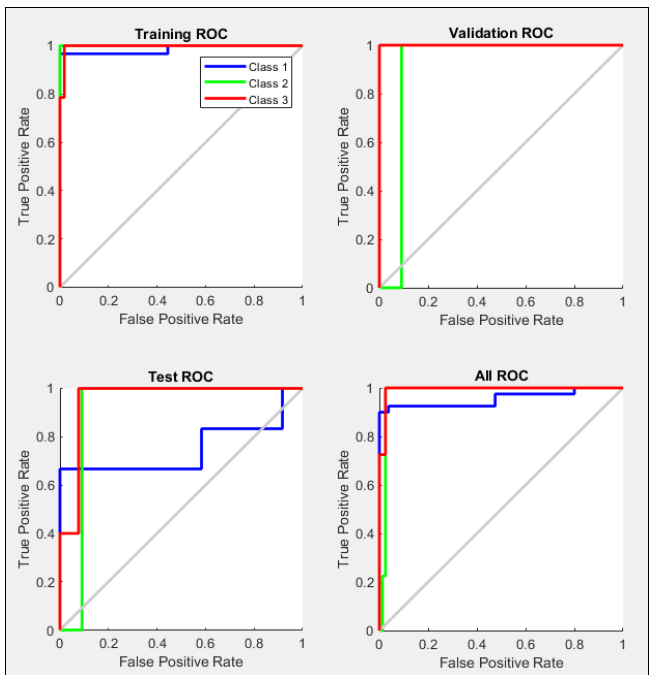 Training ROC
1
0.8
0.6
0.4
0.2
0
True Positive Rate
Class 1
Class 2
Class 3
0 0.2 0.4 0.6 0.8 1
False Positive Rate
Validation ROC
1
0.8
0.6
0.4
0.2
0
True Positive Rate
0 0.2 0.4 0.6 0.8 1
False Positive Rate
Test ROC
1
0.8
0.6
0.4
0.2
0
True Positive Rate
0 0.2 0.4 0.6 0.8 1
False Positive Rate
All ROC
1
0.8
0.6
0.4
0.2
0
True Positive Rate
0 0.2 0.4 0.6 0.8 1
False Positive Rate